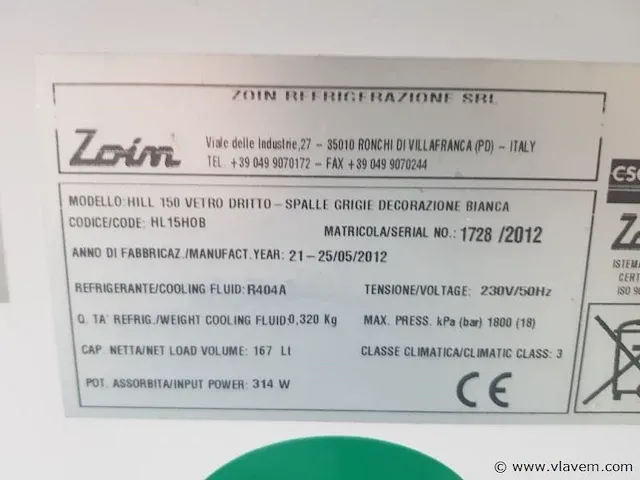 ZOIN REFRIGERAZIONE SRL
Zoin
Viale delle Industrie,27 – 35010 RONCHI DI VILLAFRANCA (PD) – ITALY
TEL. +39 049 9070172 – FAX +39 049 9070244
MODELLO:HILL 150 VETRO DRITTO – SPALLE GRIGIE DECORAZIONE BIANCA
CODICE/CODE: HL15HOB
MATRICOLA/SERIAL NO.: 1728 /2012
ANNO DI FABBRICAZ./MANUFACT.YEAR: 21–25/05/2012
REFRIGERANTE/COOLING FLUID: R404A
TENSIONE/VOLTAGE: 230V/50Hz
Q. TA' REFRIG./WEIGHT COOLING FLUID:0,320 Kg
MAX. PRESS. kPa (bar) 1800 (18)
CAP. NETTA/NET LOAD VOLUME: 167 Lt
CLASSE CLIMATICA/CLIMATIC CLASS: 3
POT. ASSORBITA/INPUT POWER: 314 W
CE
ISO
© www.vlavem.com